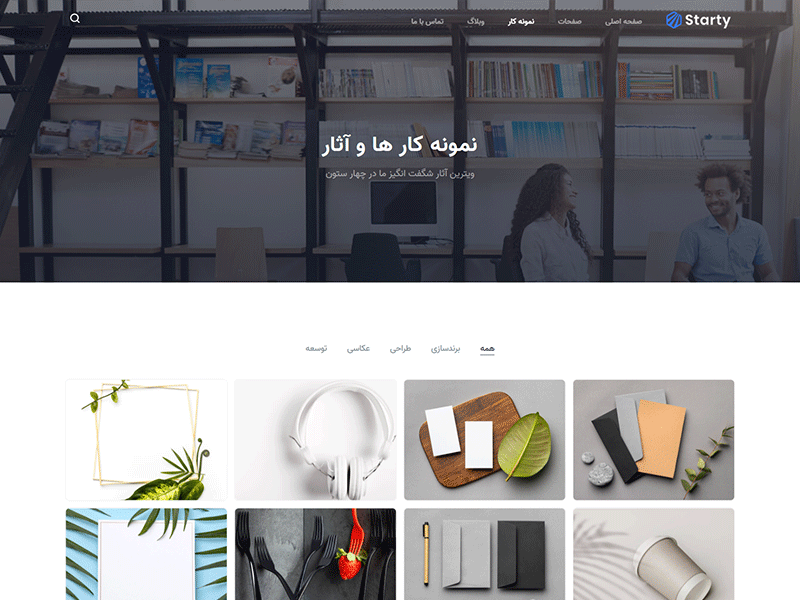 Starty
صفحه اصلی
صفحات
نمونه کار
وبلاگ
تماس با ما
نمونه کار ها و آثار
ویترین آثار شگفت انگیز ما در چهار ستون
همه
برندسازی
طراحی
عکاسی
توسعه